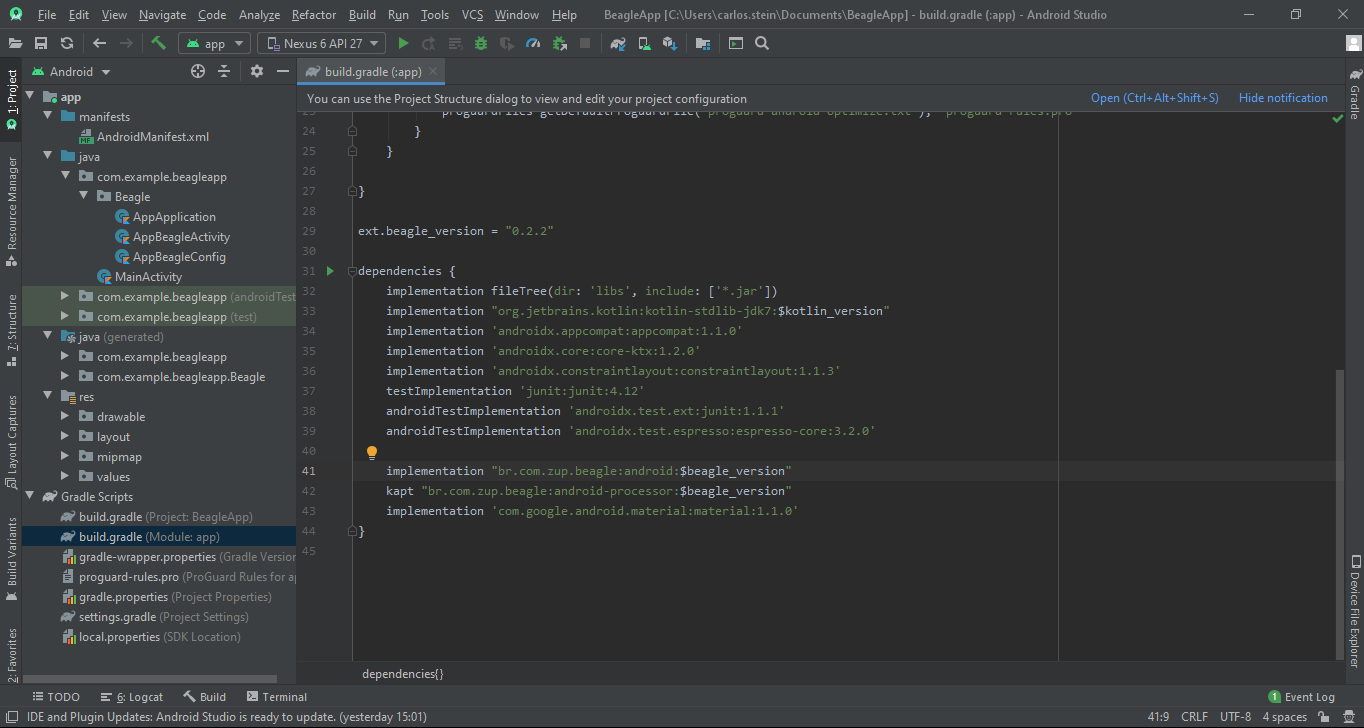 File Edit View Navigate Code Analyze Refactor Build Run Tools VCS Window Help BeagleApp [C:\Users\carlos.stein\Documents\BeagleApp] - build.gradle (:app) - Android Studio
app Nexus 6 API 27
Android
build.gradle (:app)
1: Project
Resource Manager
7: Structure
Layout Captures
Build Variants
2: Favorites
app
manifests
AndroidManifest.xml
java
com.example.beagleapp
Beagle
AppApplication
AppBeagleActivity
AppBeagleConfig
MainActivity
com.example.beagleapp (androidTest
com.example.beagleapp (test)
java (generated)
com.example.beagleapp
com.example.beagleapp.Beagle
res
drawable
layout
mipmap
values
Gradle Scripts
build.gradle (Project: BeagleApp)
build.gradle (Module: app)
gradle-wrapper.properties (Gradle Version
proguard-rules.pro (ProGuard Rules for ap
gradle.properties (Project Properties)
settings.gradle (Project Settings)
local.properties (SDK Location)
You can use the Project Structure dialog to view and edit your project configuration Open (Ctrl+Alt+Shift+S) Hide notification
23 proguardFiles getDefaultProguardFile('proguard-android-optimize.txt'), 'proguard-rules.pro'
24 }
25 }
26
27 }
28
29 ext.beagle_version = "0.2.2"
30
31 dependencies {
32 implementation fileTree(dir: 'libs', include: ['*.jar'])
33 implementation "org.jetbrains.kotlin:kotlin-stdlib-jdk7:$kotlin_version"
34 implementation 'androidx.appcompat:appcompat:1.1.0'
35 implementation 'androidx.core:core-ktx:1.2.0'
36 implementation 'androidx.constraintlayout:constraintlayout:1.1.3'
37 testImplementation 'junit:junit:4.12'
38 androidTestImplementation 'androidx.test.ext:junit:1.1.1'
39 androidTestImplementation 'androidx.test.espresso:espresso-core:3.2.0'
40
41 implementation "br.com.zup.beagle:android:$beagle_version"
42 kapt "br.com.zup.beagle:android-processor:$beagle_version"
43 implementation 'com.google.android.material:material:1.1.0'
44 }
45
dependencies{}
Gradle
Device File Explorer
TODO 6: Logcat Build Terminal 1 Event Log
IDE and Plugin Updates: Android Studio is ready to update. (yesterday 15:01) 41:9 CRLF UTF-8 4 spaces